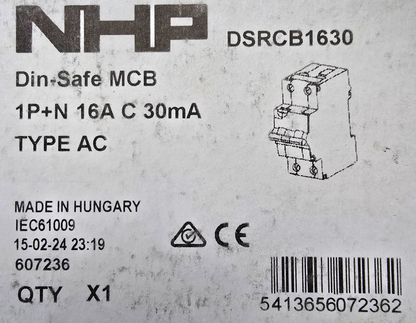 NHP
DSRCB1630
Din-Safe MCB
1P+N 16A C 30mA
TYPE AC
MADE IN HUNGARY
IEC61009
15-02-24 23:19
607236
CE
QTY X1
5413656072362